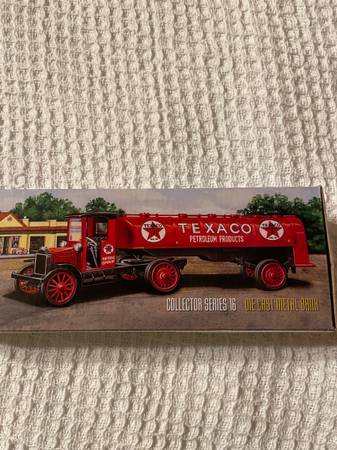 TEXACO
PETROLEUM PRODUCTS
COLLECTOR SERIES 16 DIE CAST METAL BANK